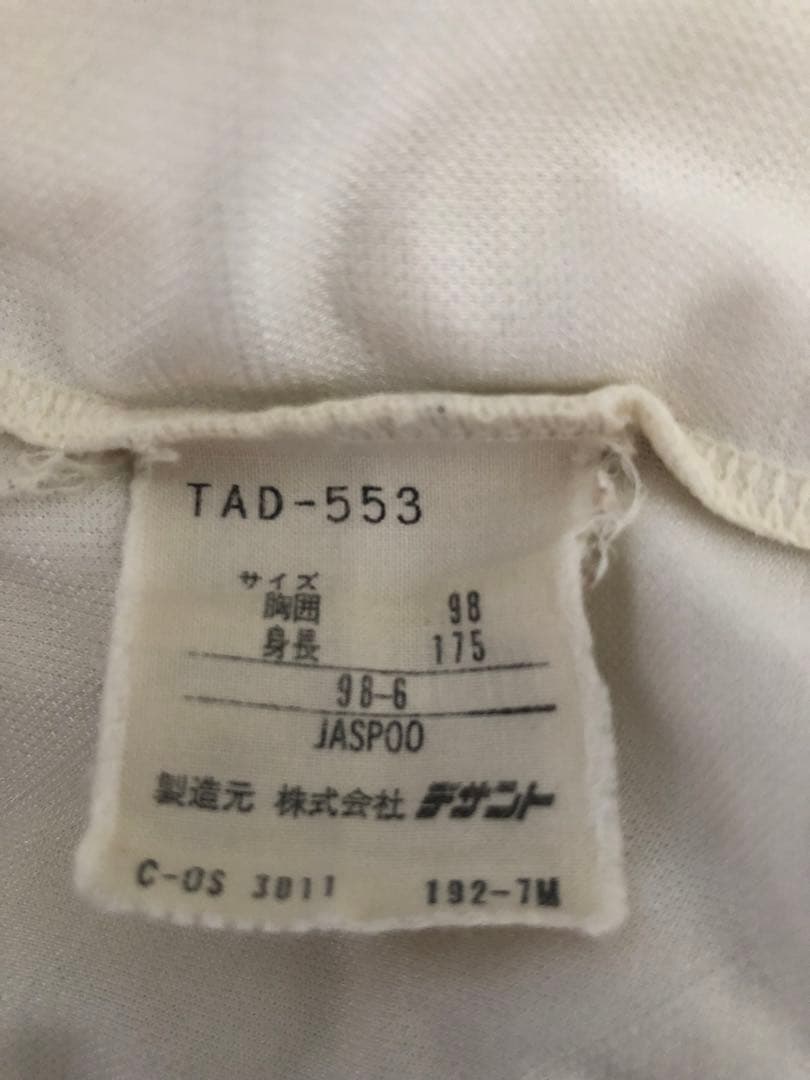 TAD-553
サイズ
胸囲 98
身長 175
98-6
JASPOO
製造元 株式会社 デサント
C-OS 3811 192-7M